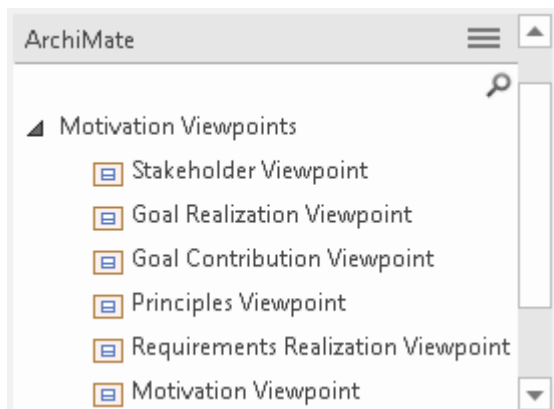 ArchiMate
Motivation Viewpoints
Stakeholder Viewpoint
Goal Realization Viewpoint
Goal Contribution Viewpoint
Principles Viewpoint
Requirements Realization Viewpoint
Motivation Viewpoint